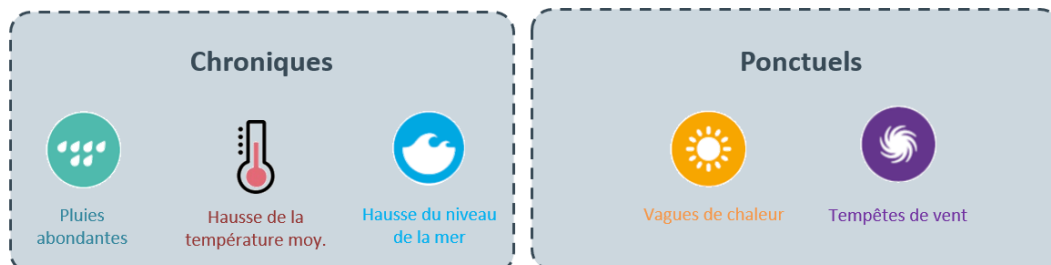 Chroniques
Pluies
abondantes
Hausse de la
température moy.
Hausse du niveau
de la mer
Ponctuels
Vagues de chaleur
Tempêtes de vent